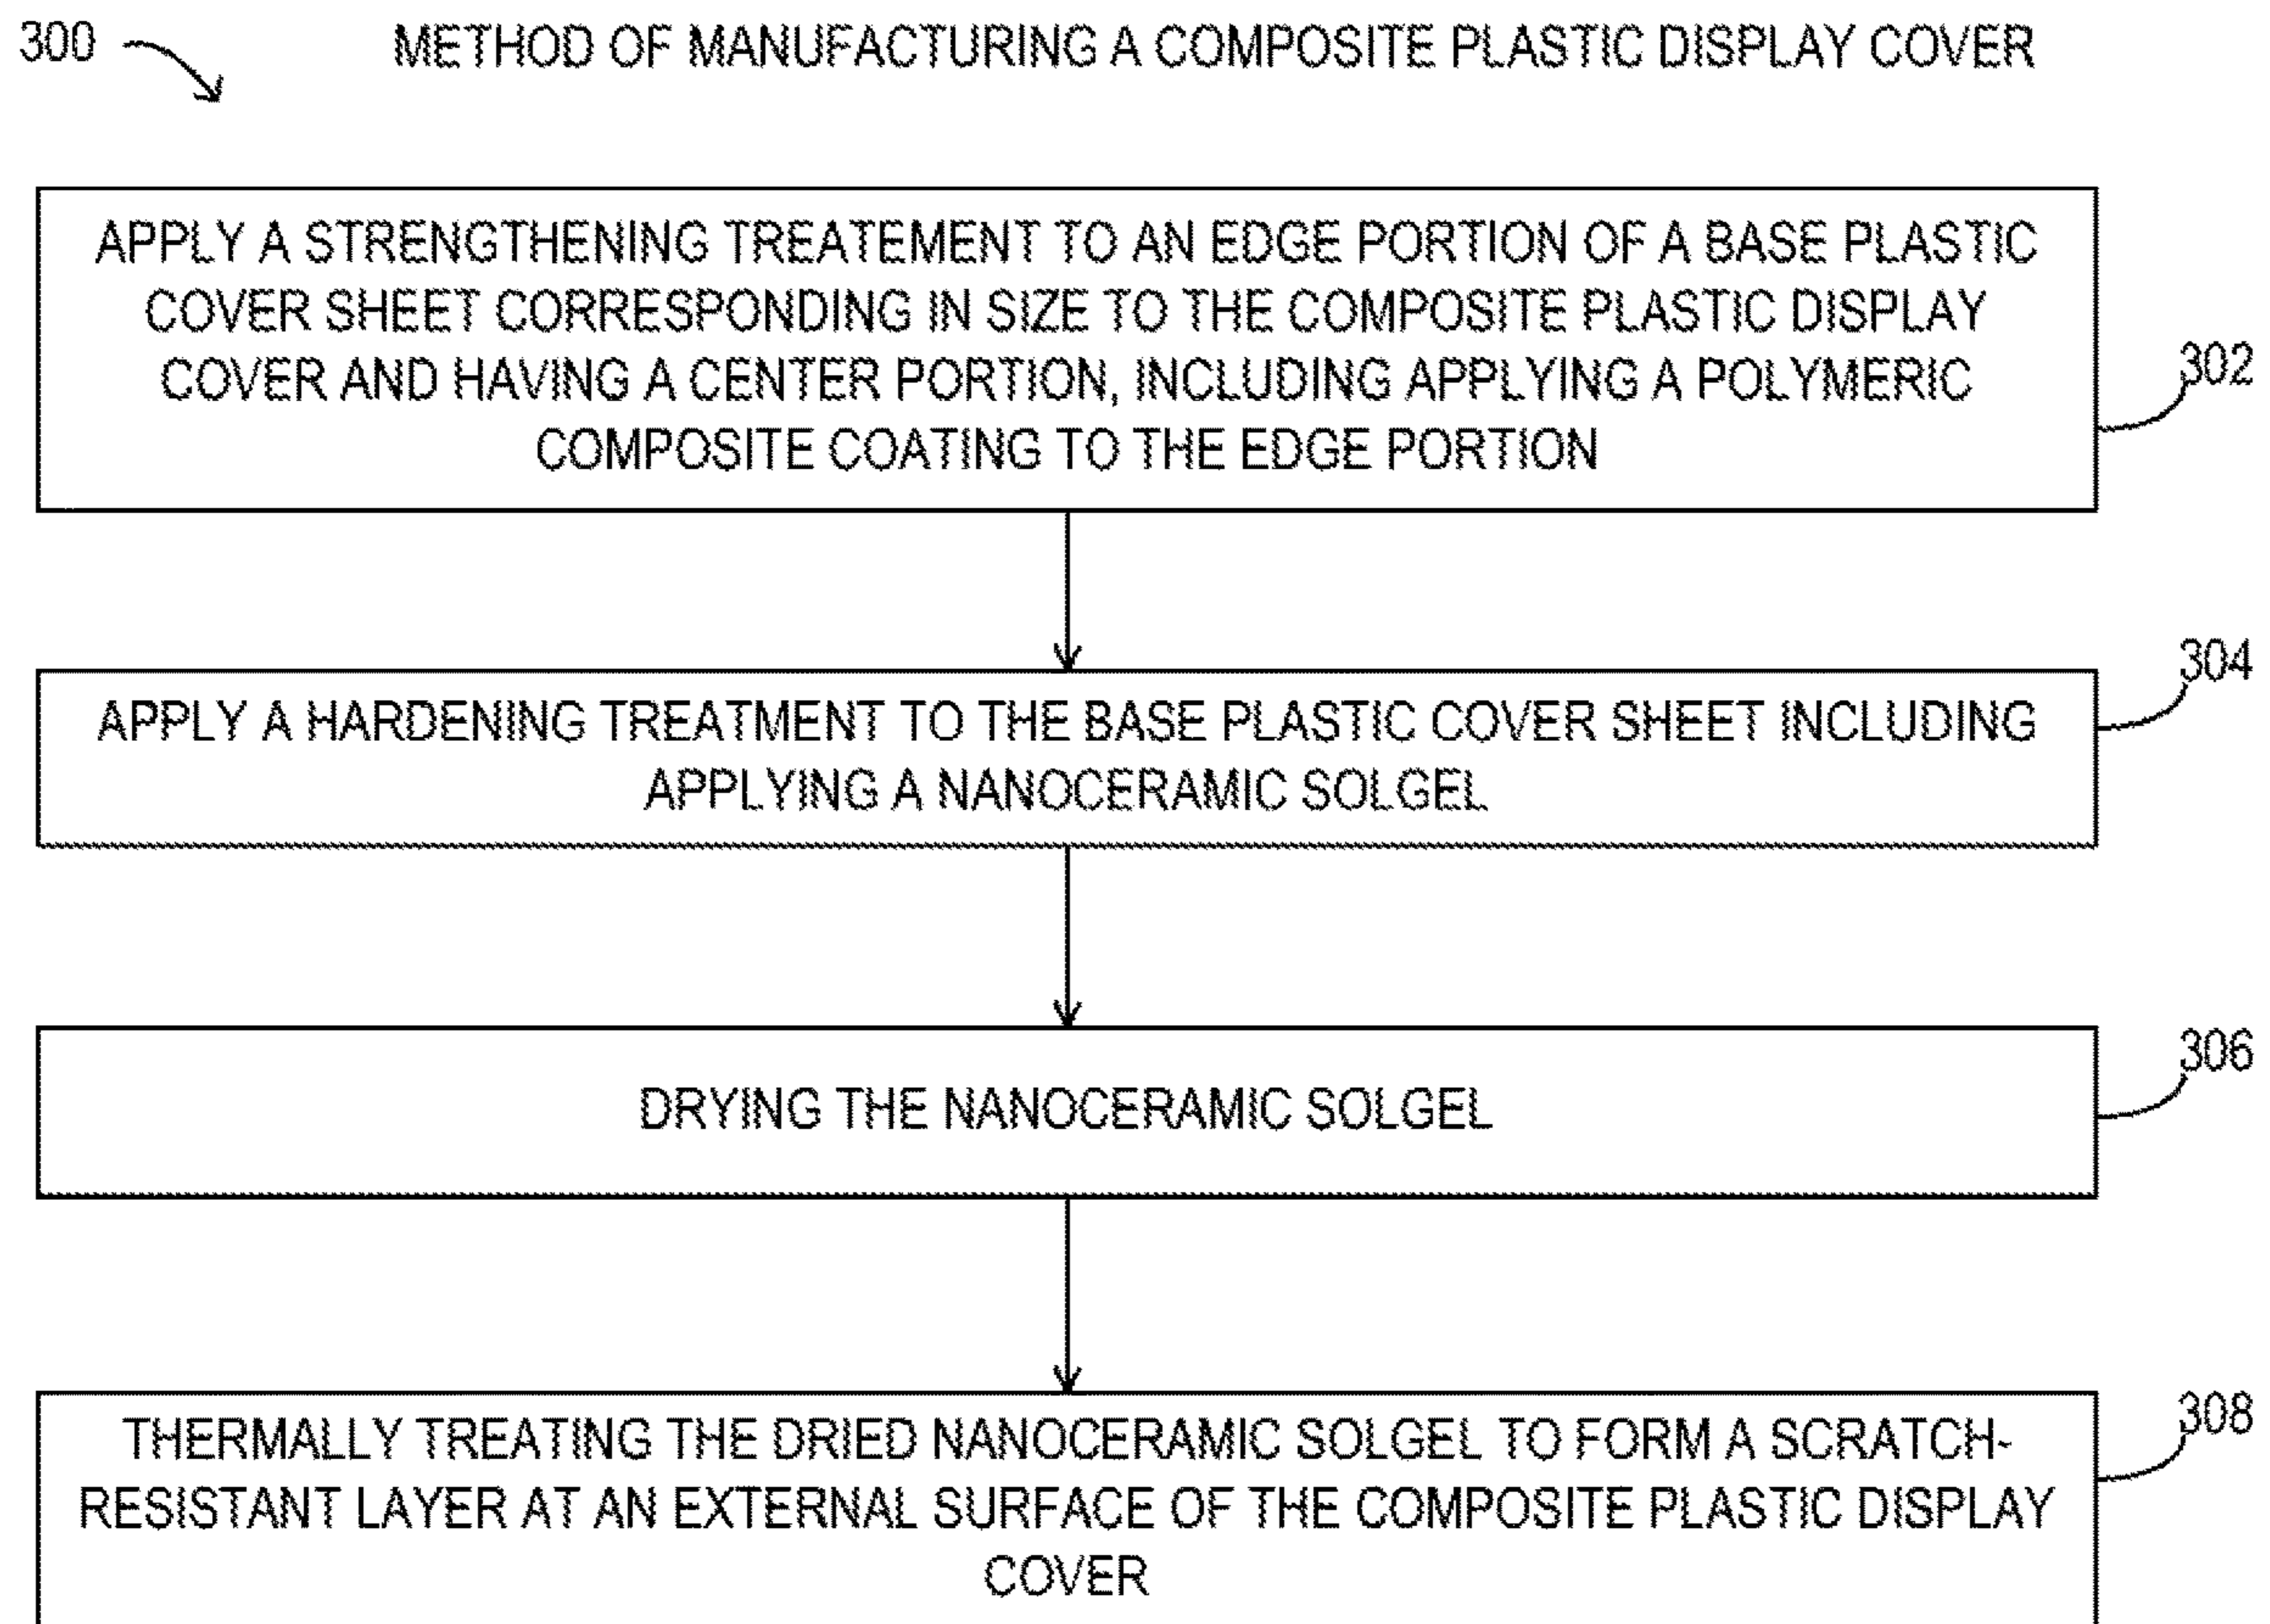 300
METHOD OF MANUFACTURING A COMPOSITE PLASTIC DISPLAY COVER
APPLY A STRENGTHENING TREATEMENT TO AN EDGE PORTION OF A BASE PLASTIC
COVER SHEET CORRESPONDING IN SIZE TO THE COMPOSITE PLASTIC DISPLAY
COVER AND HAVING A CENTER PORTION, INCLUDING APPLYING A POLYMERIC
COMPOSITE COATING TO THE EDGE PORTION
302
APPLY A HARDENING TREATMENT TO THE BASE PLASTIC COVER SHEET INCLUDING
APPLYING A NANOCERAMIC SOLGEL
304
DRYING THE NANOCERAMIC SOLGEL
306
THERMALLY TREATING THE DRIED NANOCERAMIC SOLGEL TO FORM A SCRATCH-
RESISTANT LAYER AT AN EXTERNAL SURFACE OF THE COMPOSITE PLASTIC DISPLAY
COVER
308